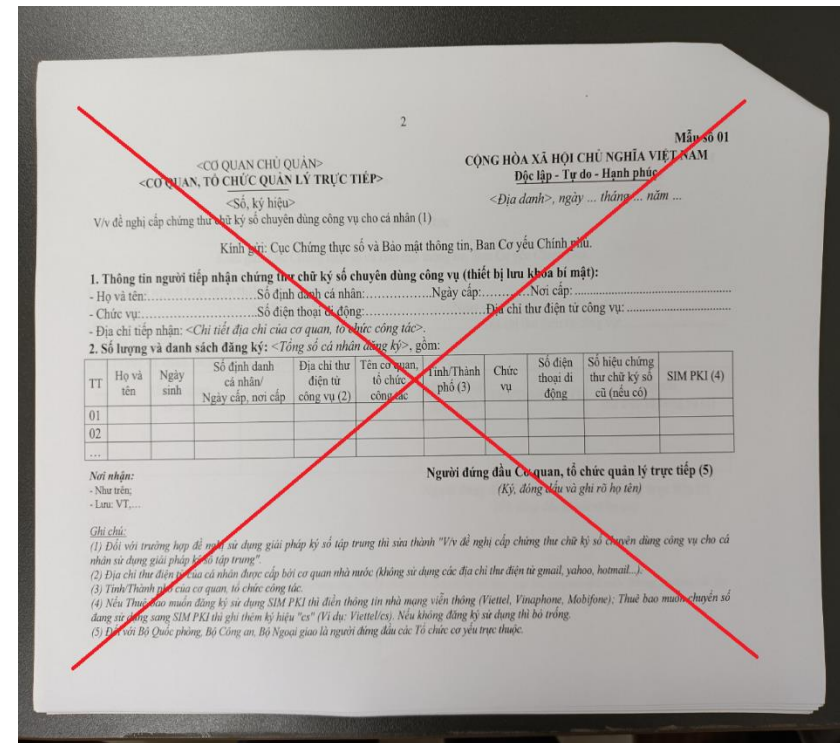 2
Mẫu số 01
<CƠ QUAN CHỦ QUẢN>
<CƠ QUAN, TỔ CHỨC QUẢN LÝ TRỰC TIẾP>
CỘNG HÒA XÃ HỘI CHỦ NGHĨA VIỆT NAM
Độc lập - Tự do - Hạnh phúc
<Số, ký hiệu>
<Địa danh>, ngày ... tháng ... năm ...
V/v đề nghị cấp chứng thư chữ ký số chuyên dùng công vụ cho cá nhân (1)
Kính gửi: Cục Chứng thực số và Bảo mật thông tin, Ban Cơ yếu Chính phủ.
1. Thông tin người tiếp nhận chứng thư chữ ký số chuyên dùng công vụ (thiết bị lưu khóa bí mật):
- Họ và tên:....................Số định danh cá nhân:................Ngày cấp:............Nơi cấp:....................
- Chức vụ:....................Số điện thoại di động:....................Địa chỉ thư điện tử công vụ:....................
- Địa chỉ tiếp nhận: <Chi tiết địa chỉ của cơ quan, tổ chức công tác>.
2. Số lượng và danh sách đăng ký: <Tổng số cá nhân đăng ký>, gồm:
TT Họ và tên Ngày sinh Số định danh cá nhân/ Ngày cấp, nơi cấp Địa chỉ thư điện tử công vụ (2) Tên cơ quan, tổ chức công tác Tỉnh/Thành phố (3) Chức vụ Số điện thoại di động Số hiệu chứng thư chữ ký số cũ (nếu có) SIM PKI (4)
01
02
...
Nơi nhận:
- Như trên;
- Lưu: VT,...
Người đứng đầu Cơ quan, tổ chức quản lý trực tiếp (5)
(Ký, đóng dấu và ghi rõ họ tên)
Ghi chú:
(1) Đối với trường hợp đề nghị sử dụng giải pháp ký số tập trung thì sửa thành "V/v đề nghị cấp chứng thư chữ ký số chuyên dùng công vụ cho cá
nhân sử dụng giải pháp ký số tập trung".
(2) Địa chỉ thư điện tử của cá nhân được cấp bởi cơ quan nhà nước (không sử dụng các địa chỉ thư điện tử gmail, yahoo, hotmail...).
(3) Tỉnh/Thành phố của cơ quan, tổ chức công tác.
(4) Nếu Thuê bao muốn đăng ký sử dụng SIM PKI thì điền thông tin nhà mạng viễn thông (Viettel, Vinaphone, Mobifone); Thuê bao muốn chuyển số
đang sử dụng sang SIM PKI thì ghi thêm ký hiệu "cs" (Ví dụ: Viettel/cs). Nếu không đăng ký sử dụng thì bỏ trống.
(5) Đối với Bộ Quốc phòng, Bộ Công an, Bộ Ngoại giao là người đứng đầu các Tổ chức cơ yếu trực thuộc.